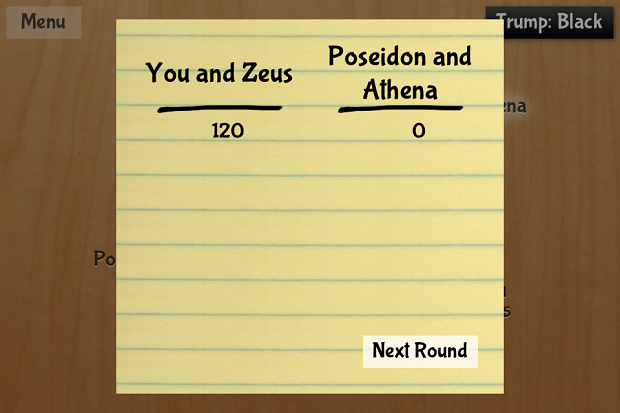 Menu
Trump: Black
You and Zeus
Poseidon and
Athena
120
0
Next Round